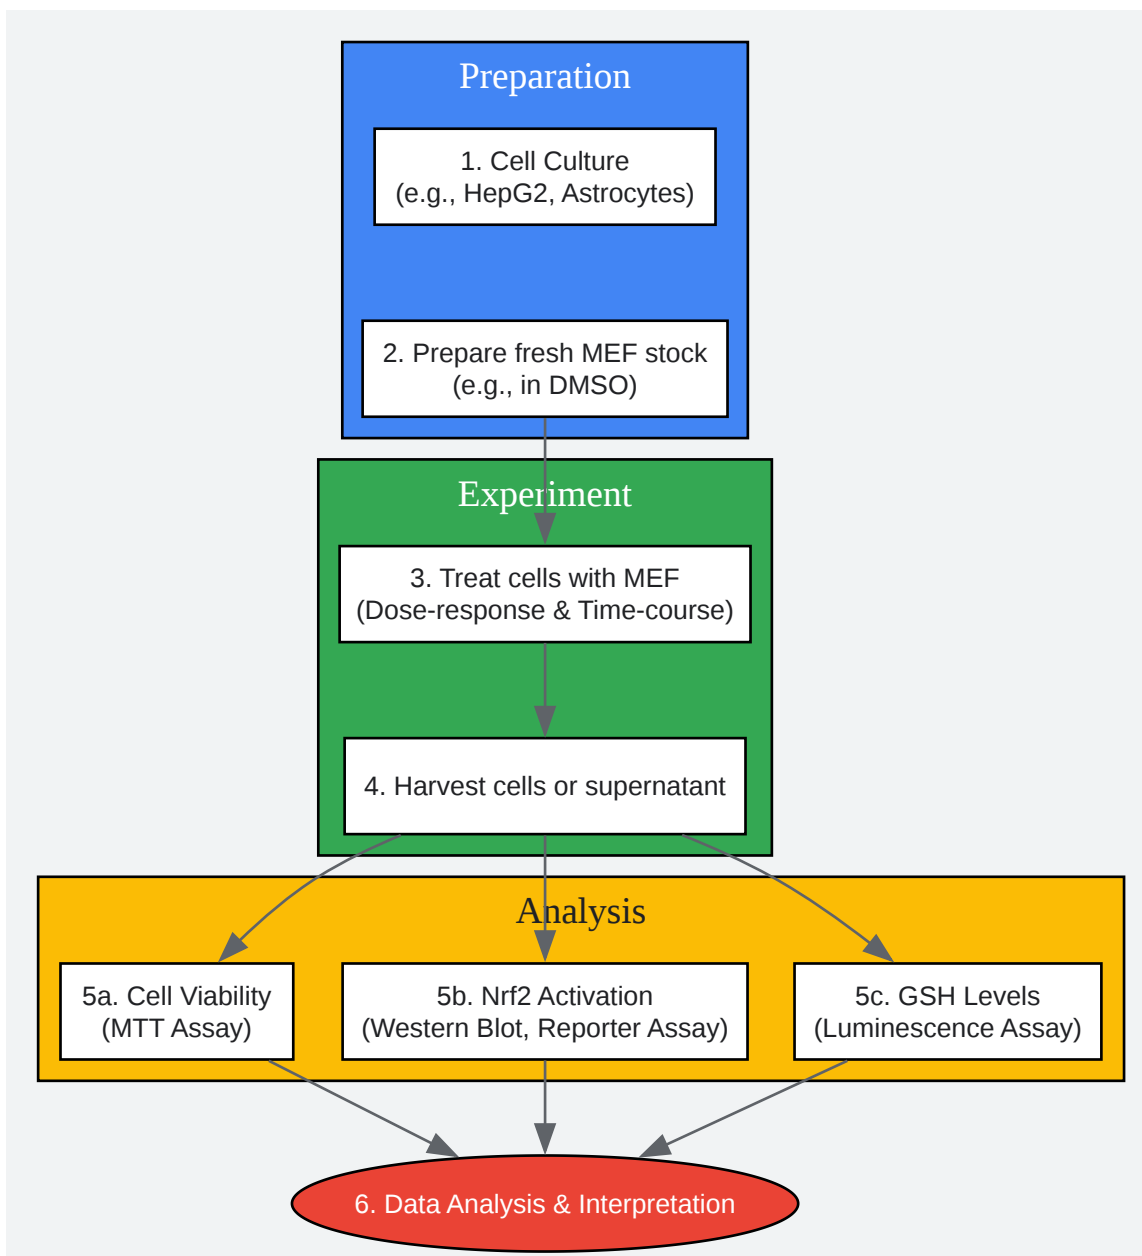 Preparation
1. Cell Culture
(e.g., HepG2, Astrocytes)
2. Prepare fresh MEF stock
(e.g., in DMSO)
Experiment
3. Treat cells with MEF
(Dose-response & Time-course)
4. Harvest cells or supernatant
Analysis
5a. Cell Viability
(MTT Assay)
5b. Nrf2 Activation
(Western Blot, Reporter Assay)
5c. GSH Levels
(Luminescence Assay)
6. Data Analysis & Interpretation